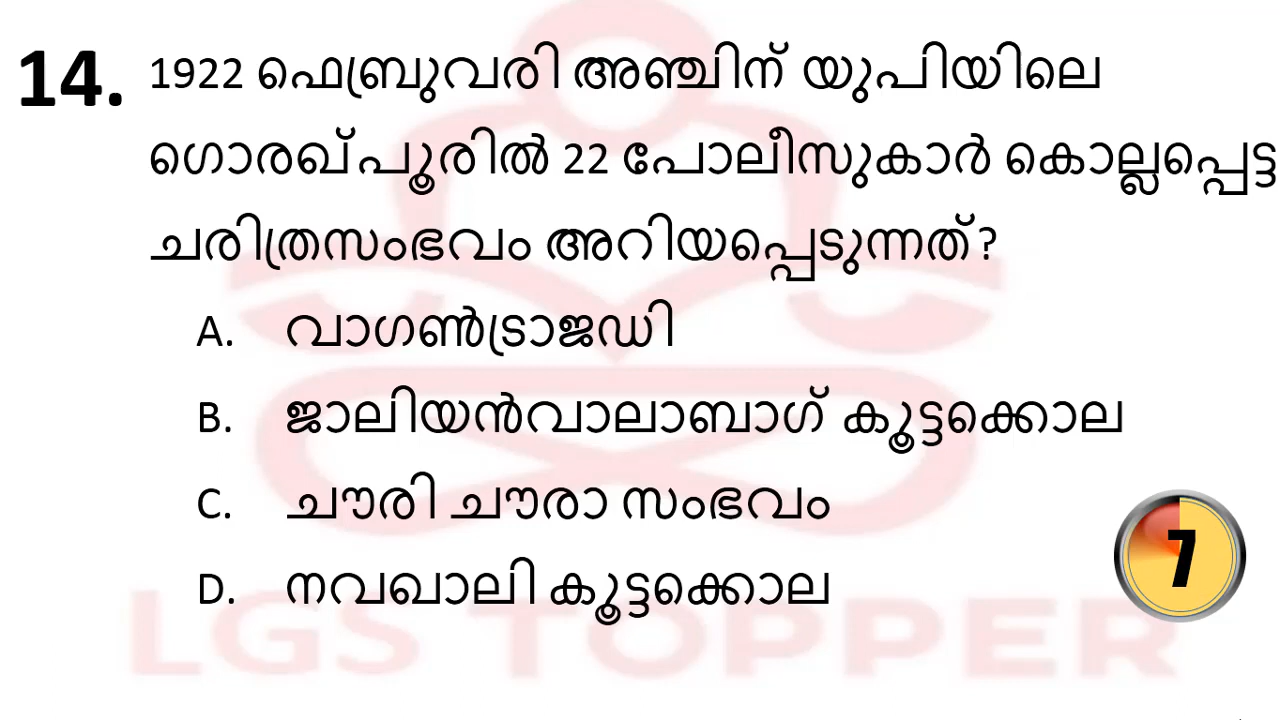 14. 1922 ഫെബ്രുവരി അഞ്ചിന് യുപിയിലെ
ഗൊരഖ്പൂരിൽ 22 പോലീസുകാർ കൊല്ലപ്പെട്ട
ചരിത്രസംഭവം അറിയപ്പെടുന്നത്?
A. വാഗൺട്രാജഡി
B. ജാലിയൻവാലാബാഗ് കൂട്ടക്കൊല
C. ചൗരി ചൗരാ സംഭവം
7
D. നവഖാലി കൂട്ടക്കൊല
LGS TOPPER